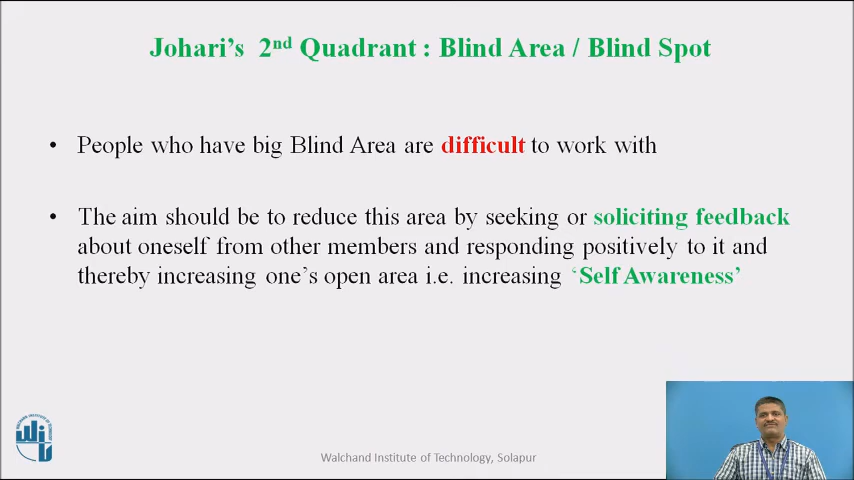 Johari's 2nd Quadrant : Blind Area / Blind Spot
• People who have big Blind Area are difficult to work with
• The aim should be to reduce this area by seeking or soliciting feedback
about oneself from other members and responding positively to it and
thereby increasing one's open area i.e. increasing ‘Self Awareness’
Walchand Institute of Technology, Solapur